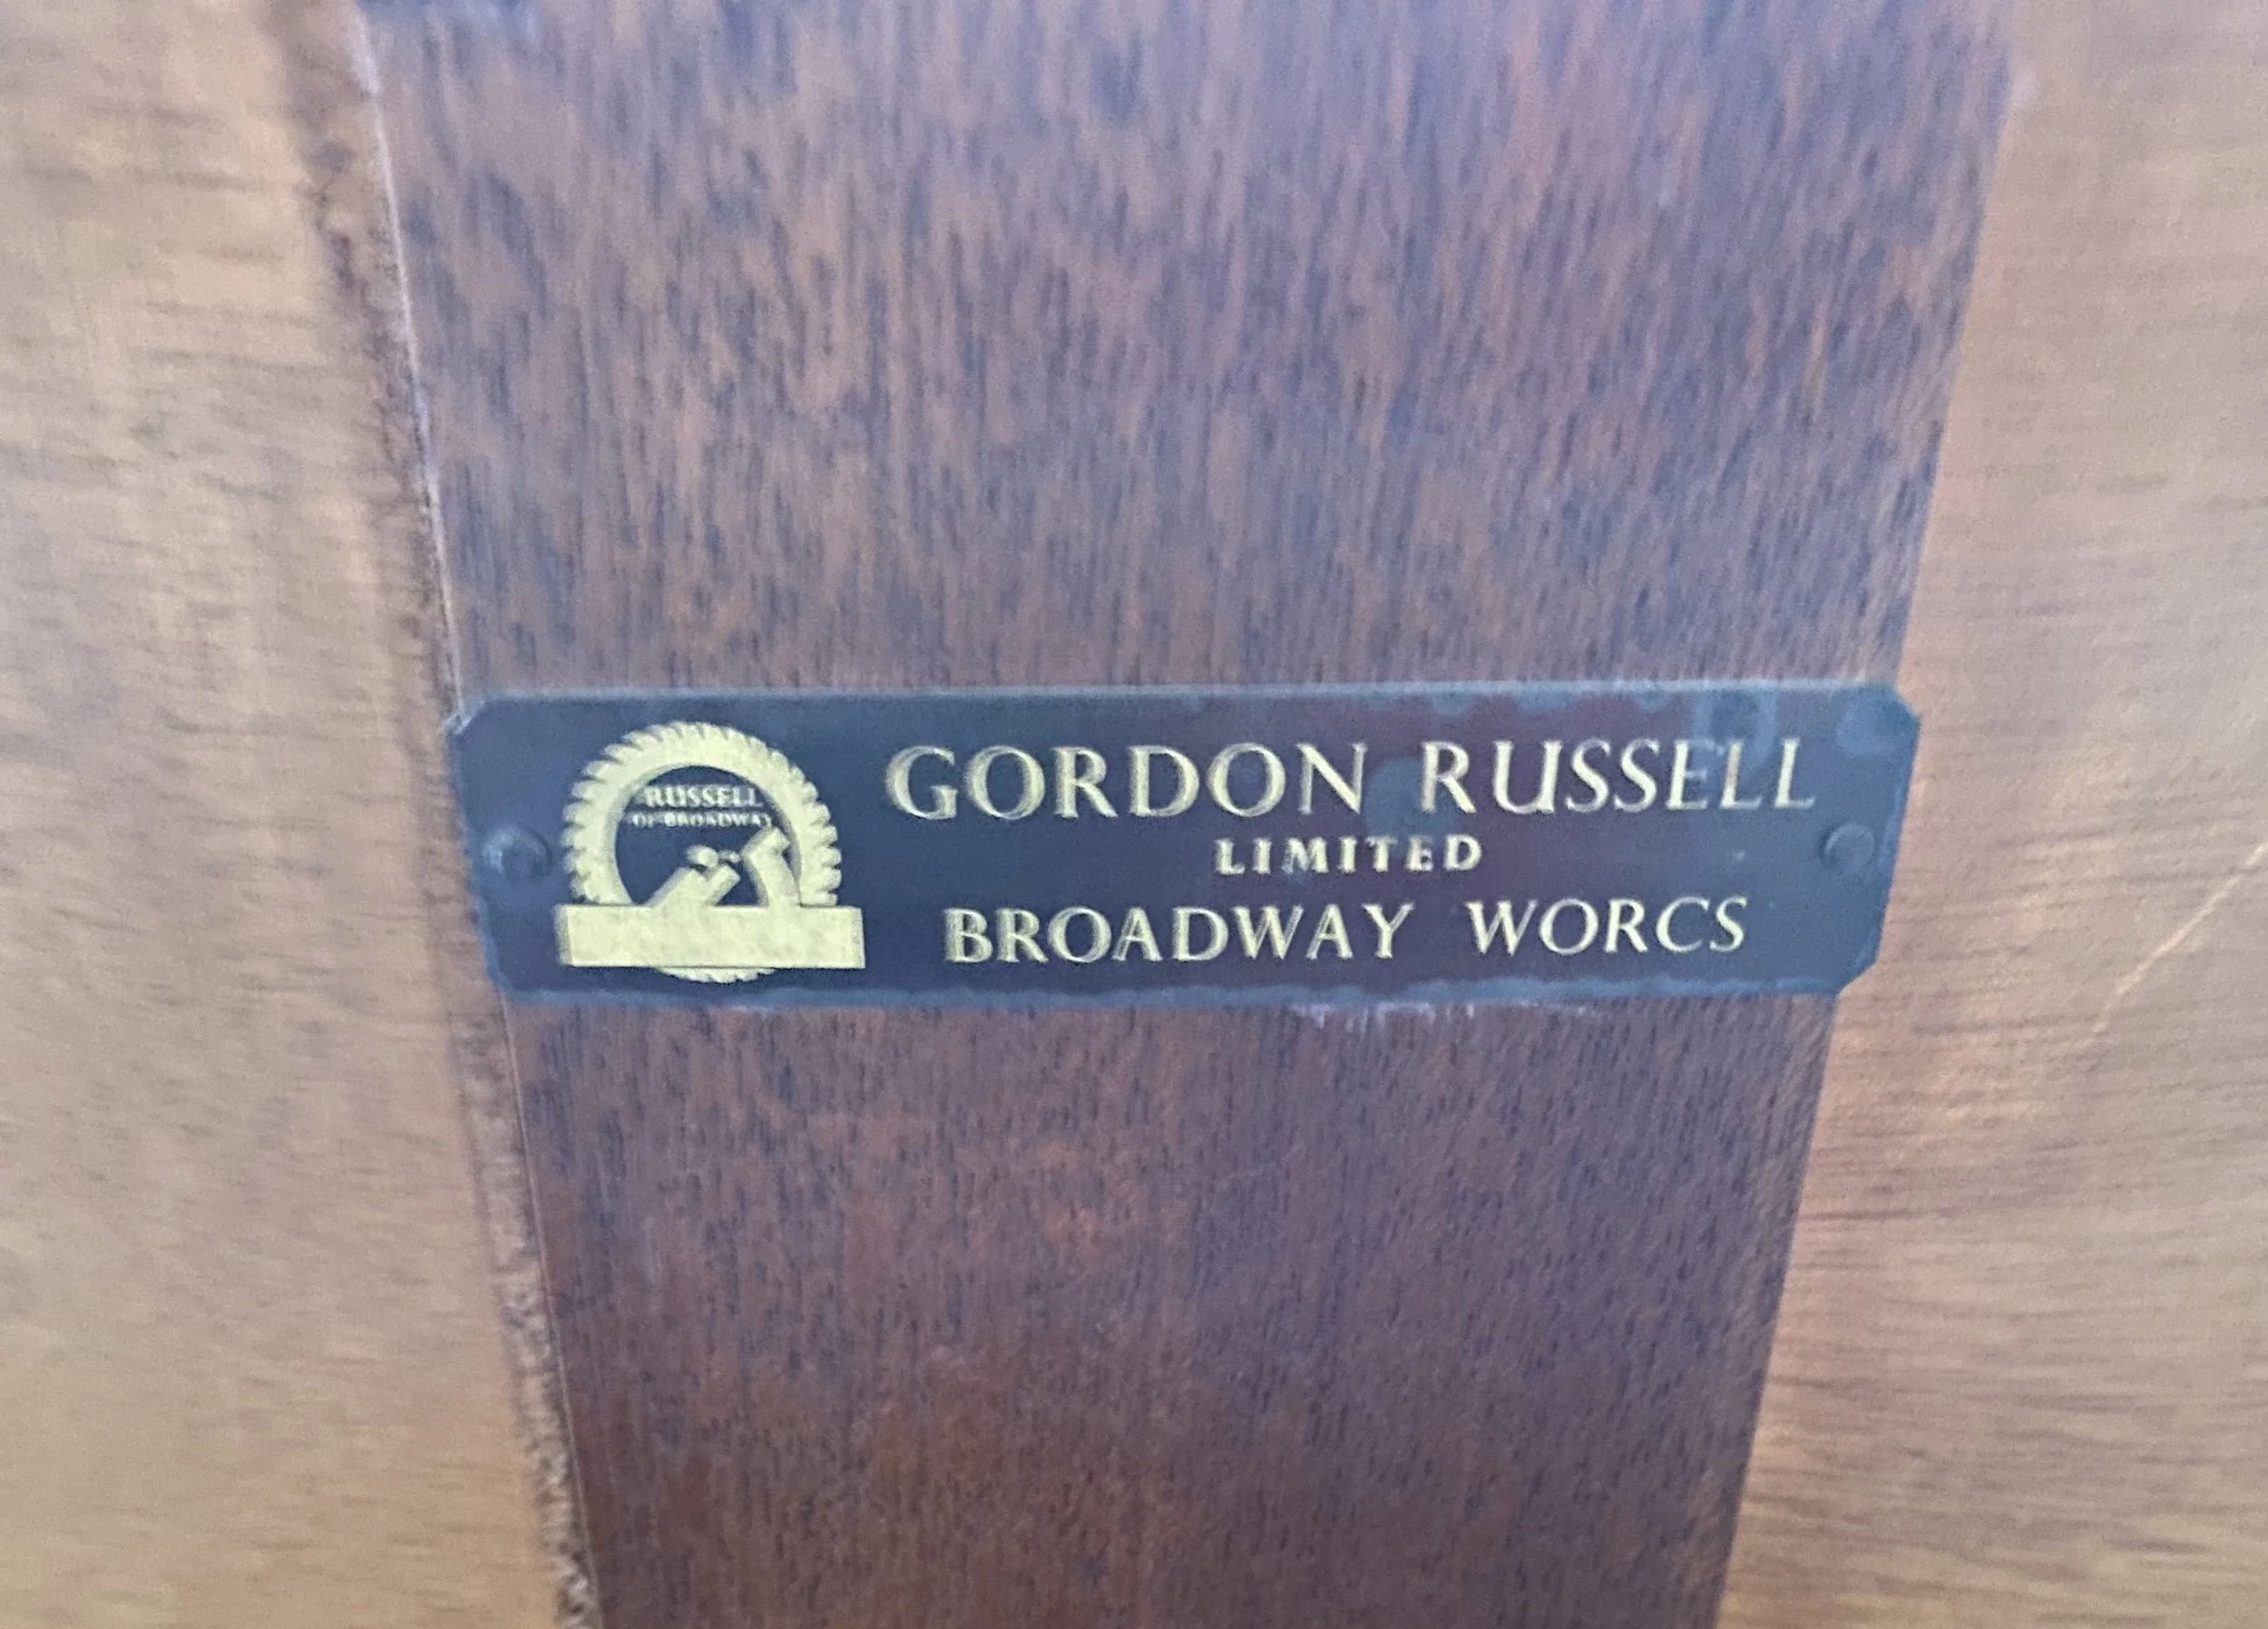 RUSSELL
OF BROADWAY
GORDON RUSSELL
LIMITED
BROADWAY WORCS